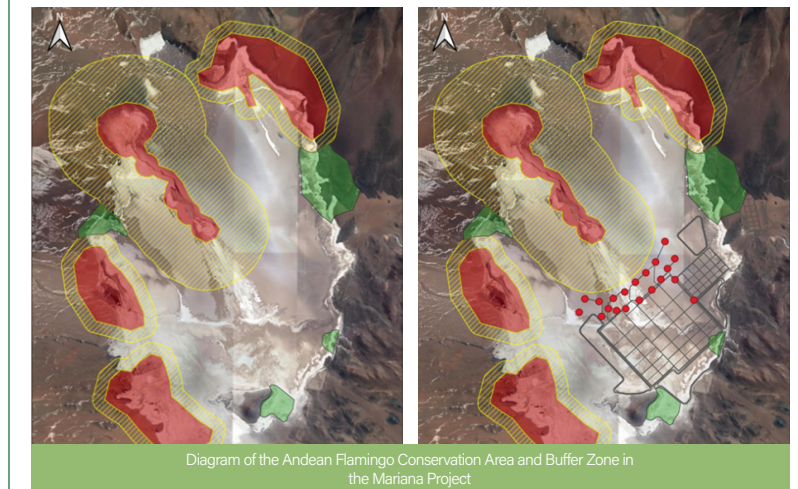 N
N
Diagram of the Andean Flamingo Conservation Area and Buffer Zone in
the Mariana Project